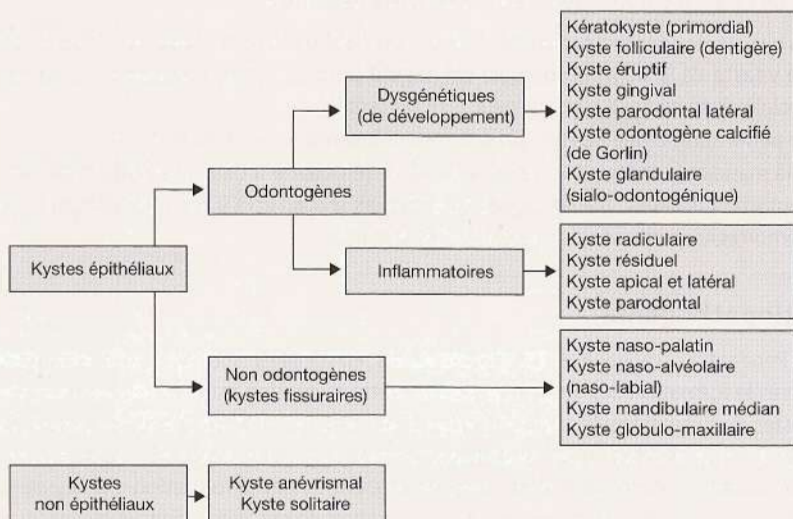 Kystes épithéliaux
Odontogènes
Dysgénétiques
(de développement)
Kératokyste (primordial)
Kyste folliculaire (dentigère)
Kyste éruptif
Kyste gingival
Kyste parodontal latéral
Kyste odontogène calcifié
(de Gorlin)
Kyste glandulaire
(sialo-odontogénique)
Inflammatoires
Kyste radiculaire
Kyste résiduel
Kyste apical et latéral
Kyste parodontal
Non odontogènes
(kystes fissuraires)
Kyste naso-palatin
Kyste naso-alvéolaire
(naso-labial)
Kyste mandibulaire médian
Kyste globulo-maxillaire
Kystes
non épithéliaux
Kyste anévrismal
Kyste solitaire